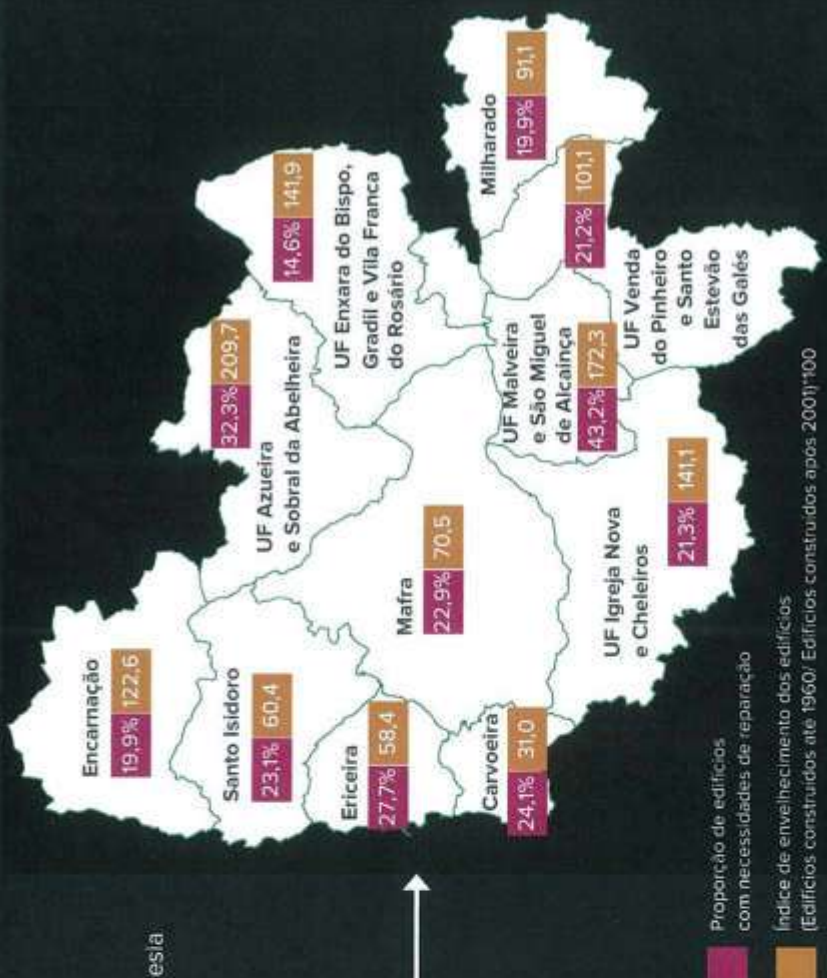 esia
Encarnação
19,9% 122,6
Santo Isidoro
23,1% 60,4
Ericeira
27,7% 58,4
Carvoeira
24,1% 31,0
UF Azueira
e Sobral da Abelheira
32,3% 209,7
Mafra
22,9% 70,5
UF Igreja Nova
e Cheleiros
21,3% 141,1
14,6% 141,9
UF Enxara do Bispo,
Gradil e Vila Franca
do Rosário
UF Malveira
e São Miguel
de Alcainça
43,2% 172,3
Milharado
19,9% 91,1
21,2% 101,1
UF Venda
do Pinheiro
e Santo
Estevão
das Galés
Proporção de edifícios
com necessidades de reparação
Índice de envelhecimento dos edifícios
(Edifícios construídos até 1960/ Edifícios construídos após 2001)*100